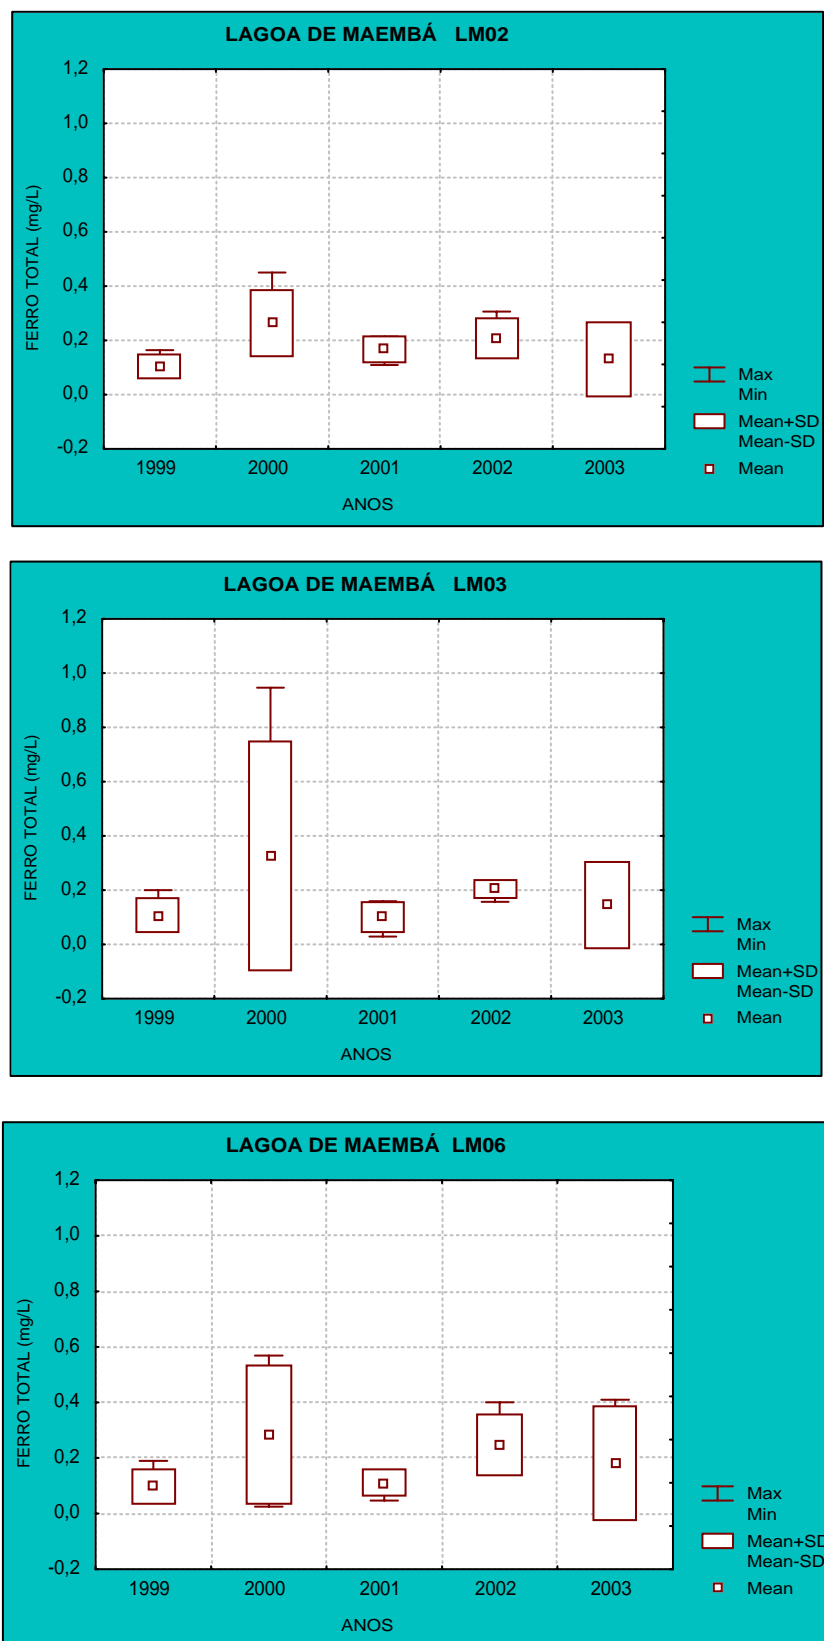 LAGOA DE MAEMBÁ LM02
1,2
1,0
0,8
0,6
0,4
0,2
0,0
-0,2
FERRO TOTAL (mg/L)
1999 2000 2001 2002 2003
ANOS
Max
Min
Mean+SD
Mean-SD
Mean
LAGOA DE MAEMBÁ LM03
1,2
1,0
0,8
0,6
0,4
0,2
0,0
-0,2
FERRO TOTAL (mg/L)
1999 2000 2001 2002 2003
ANOS
Max
Min
Mean+SD
Mean-SD
Mean
LAGOA DE MAEMBÁ LM06
1,2
1,0
0,8
0,6
0,4
0,2
0,0
-0,2
FERRO TOTAL (mg/L)
1999 2000 2001 2002 2003
ANOS
Max
Min
Mean+SD
Mean-SD
Mean